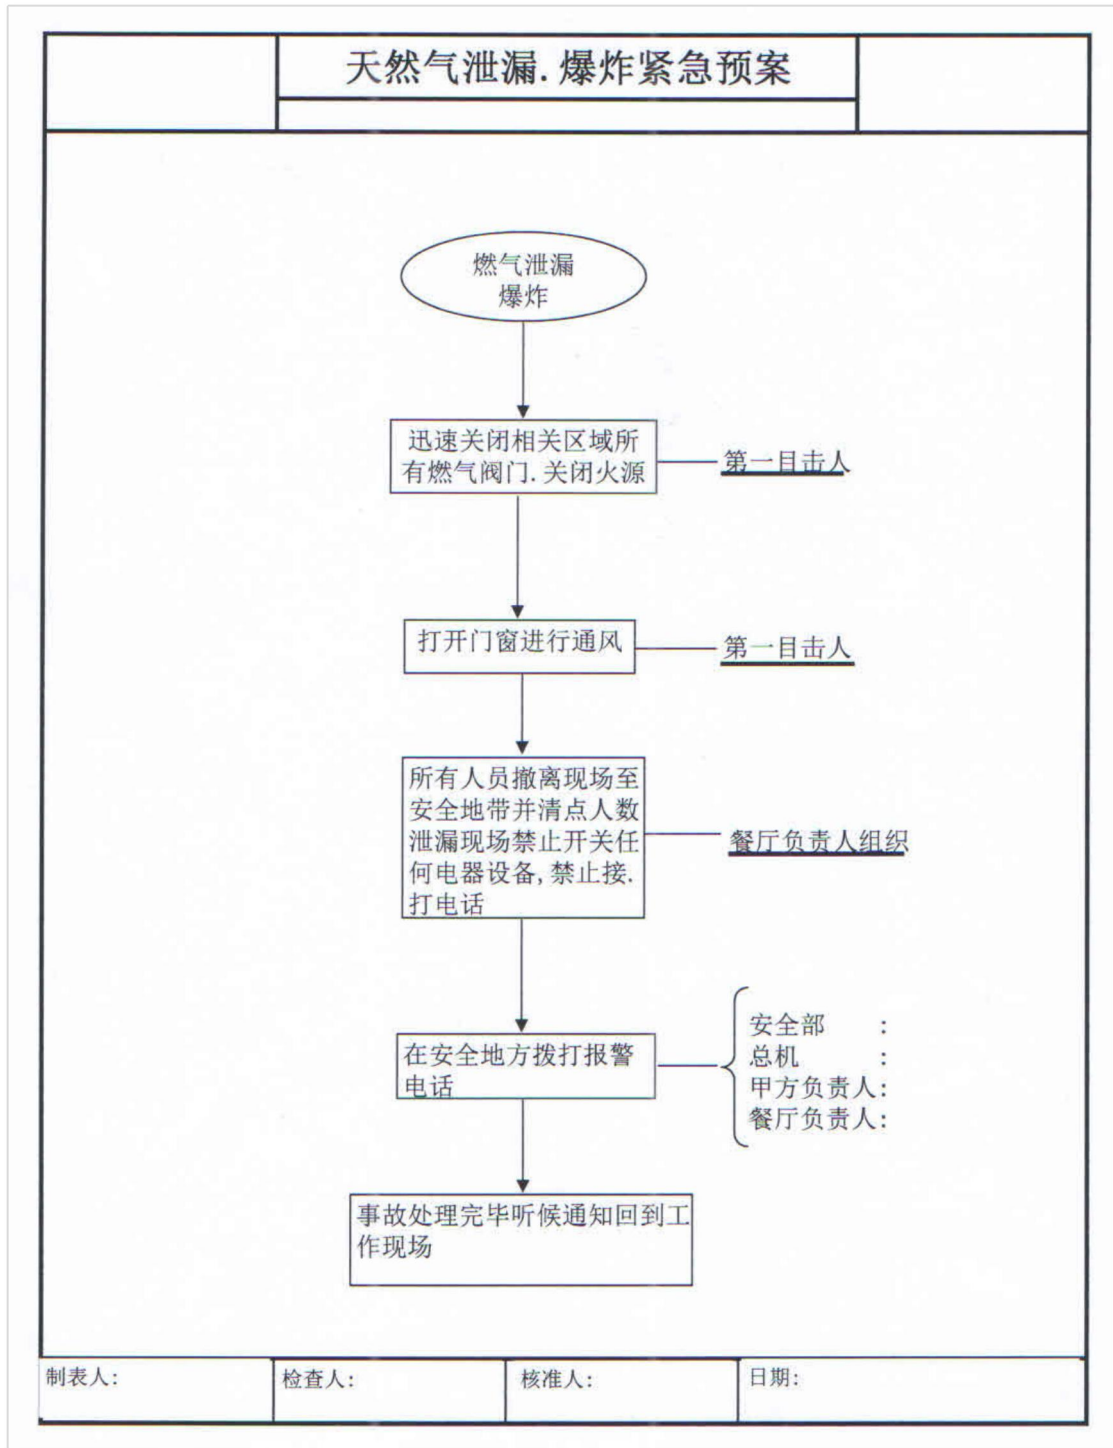 天然气泄漏.爆炸紧急预案
燃气泄漏
爆炸
迅速关闭相关区域所
有燃气阀门.关闭火源
第一目击人
打开门窗进行通风
第一目击人
所有人员撤离现场至
安全地带并清点人数
泄漏现场禁止开关任
何电器设备,禁止接.
打电话
餐厅负责人组织
在安全地方拨打报警
电话
安全部 :
总机 :
甲方负责人:
餐厅负责人:
事故处理完毕听候通知回到工
作现场
制表人: 检查人: 核准人: 日期: